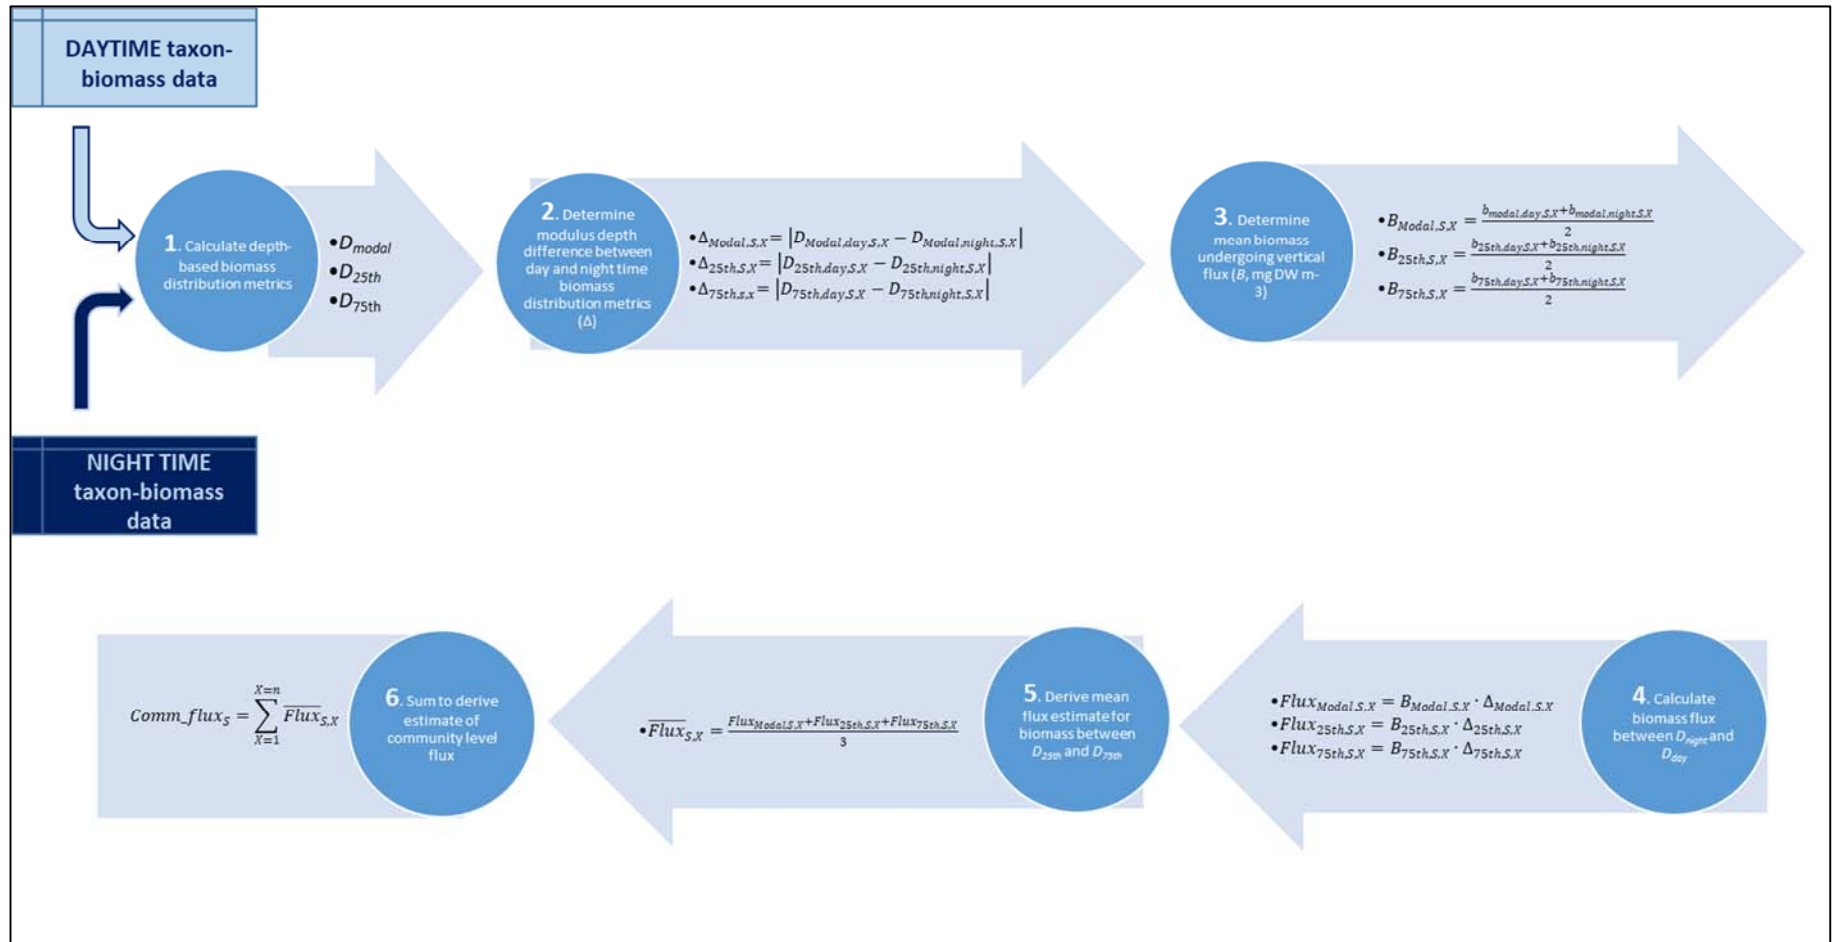 DAYTIME taxon-
biomass data
1. Calculate depth-
based biomass
distribution metrics
•D_modal
•D_25th
•D_75th
2. Determine
modulus depth
difference between
day and night time
biomass
distribution metrics
(Δ)
•Δ_Modal,S,X = |D_Modal,day,S,X − D_Modal,night,S,X|
•Δ_25th,S,X = |D_25th,day,S,X − D_25th,night,S,X|
•Δ_75th,s,x = |D_75th,day,S,X − D_75th,night,S,X|
3. Determine
mean biomass
undergoing vertical
flux (B, mg DW m-
3)
•B_Modal,S,X = (b_modal,day,S,X + b_modal,night,S,X)/2
•B_25th,S,X = (b_25th,day,S,X + b_25th,night,S,X)/2
•B_75th,S,X = (b_75th,day,S,X + b_75th,night,S,X)/2
NIGHT TIME
taxon-biomass
data
4. Calculate
biomass flux
between D_night and
D_day
•Flux_Modal,S,X = B_Modal,S,X · Δ_Modal,S,X
•Flux_25th,S,X = B_25th,S,X · Δ_25th,S,X
•Flux_75th,S,X = B_75th,S,X · Δ_75th,S,X
5. Derive mean
flux estimate for
biomass between
D_25th and D_75th
•F̅l̅u̅x̅_S,X = (Flux_Modal,S,X + Flux_25th,S,X + Flux_75th,S,X)/3
6. Sum to derive
estimate of
community level
flux
Comm_flux_S = ∑_{X=1}^{X=n} F̅l̅u̅x̅_S,X